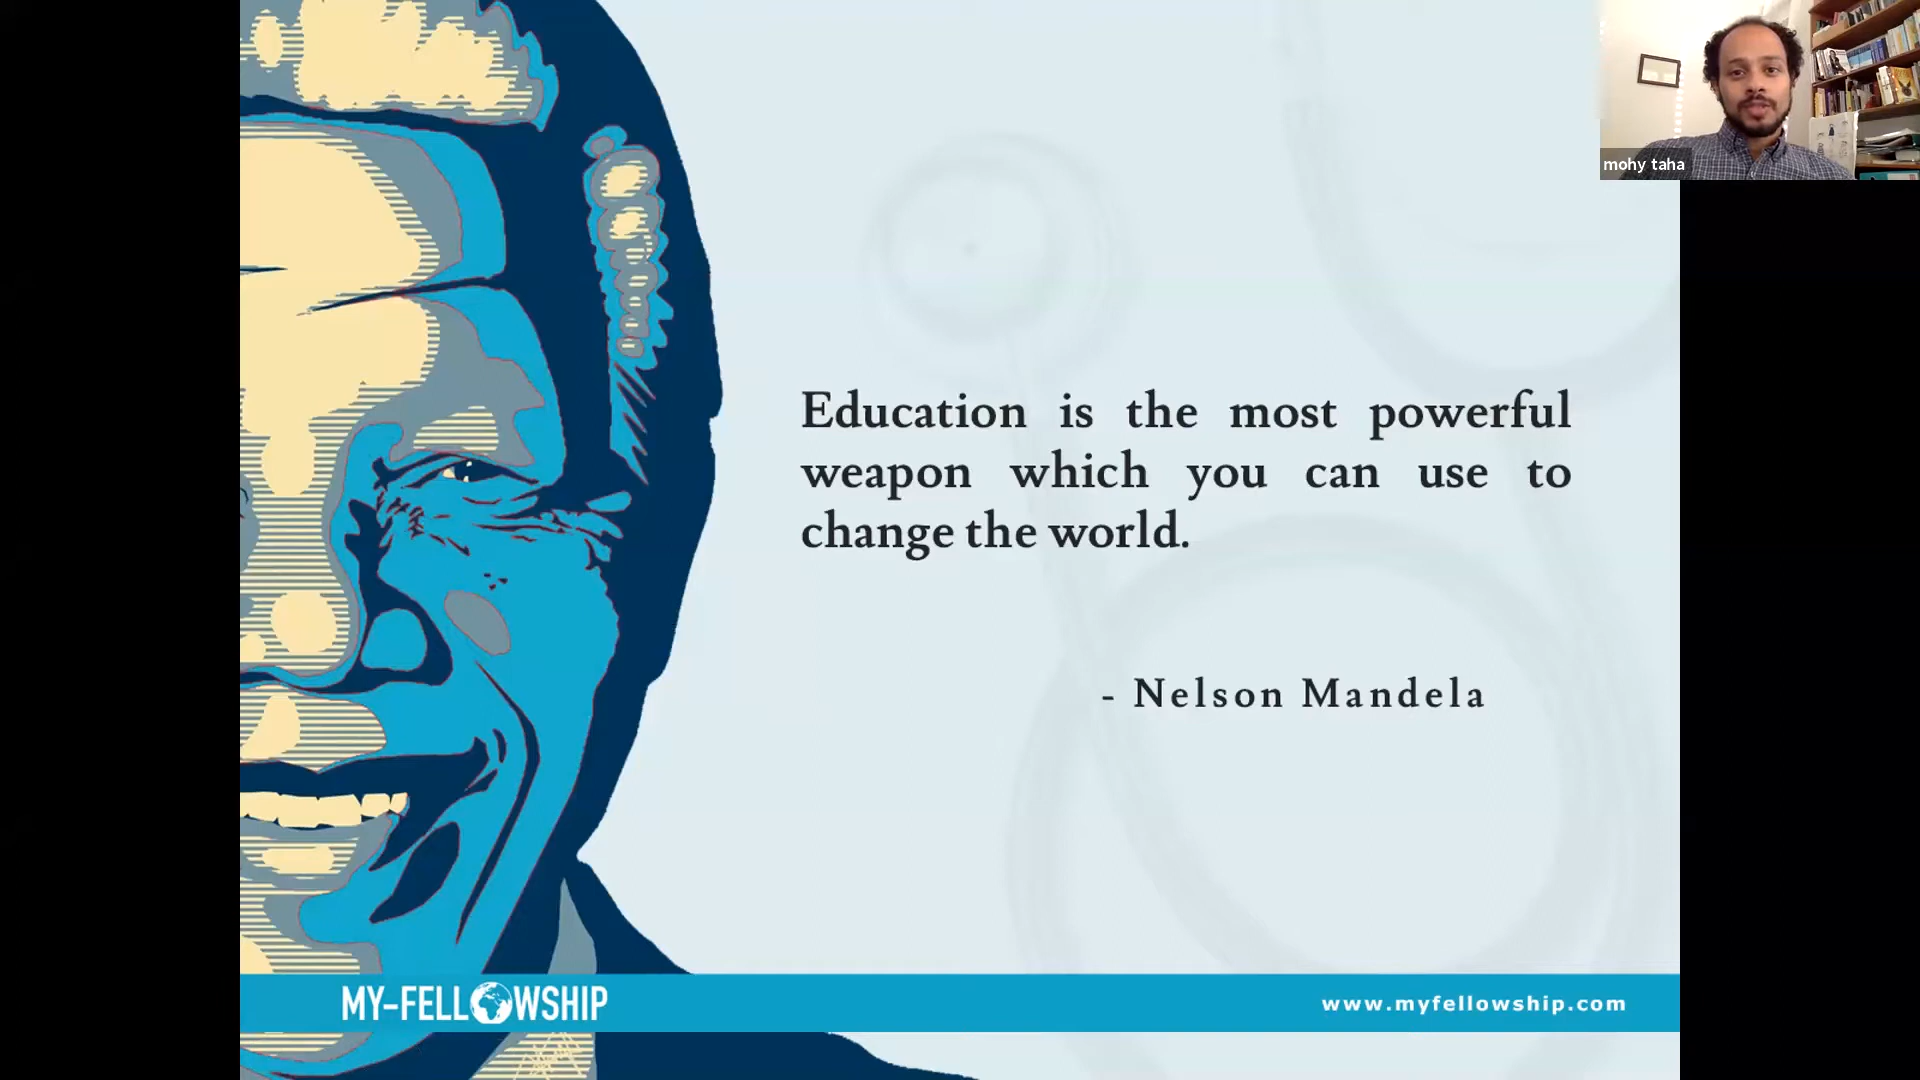 mohy taha
Education is the most powerful
weapon which you can use to
change the world.
- Nelson Mandela
MY-FELLOWSHIP
www.myfellowship.com